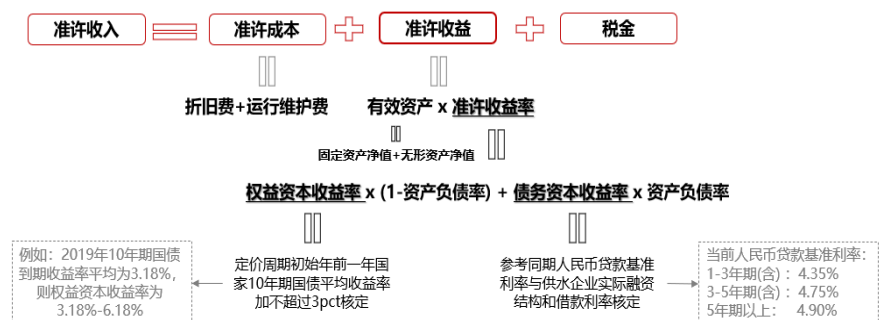 准许收入 准许成本 准许收益 税金
折旧费+运行维护费 有效资产 x 准许收益率
固定资产净值+无形资产净值
权益资本收益率 x (1-资产负债率) + 债务资本收益率 x 资产负债率
例如：2019年10年期国债
到期收益率平均为3.18%，
则权益资本收益率为
3.18%-6.18%
定价周期初始年前一年国
家10年期国债平均收益率
加不超过3pct核定
参考同期人民币贷款基准
利率与供水企业实际融资
结构和借款利率核定
当前人民币贷款基准利率：
1-3年期(含)：4.35%
3-5年期(含)：4.75%
5年期以上： 4.90%